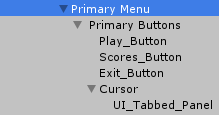 Primary Menu
Primary Buttons
Play_Button
Scores_Button
Exit_Button
Cursor
UI_Tabbed_Panel